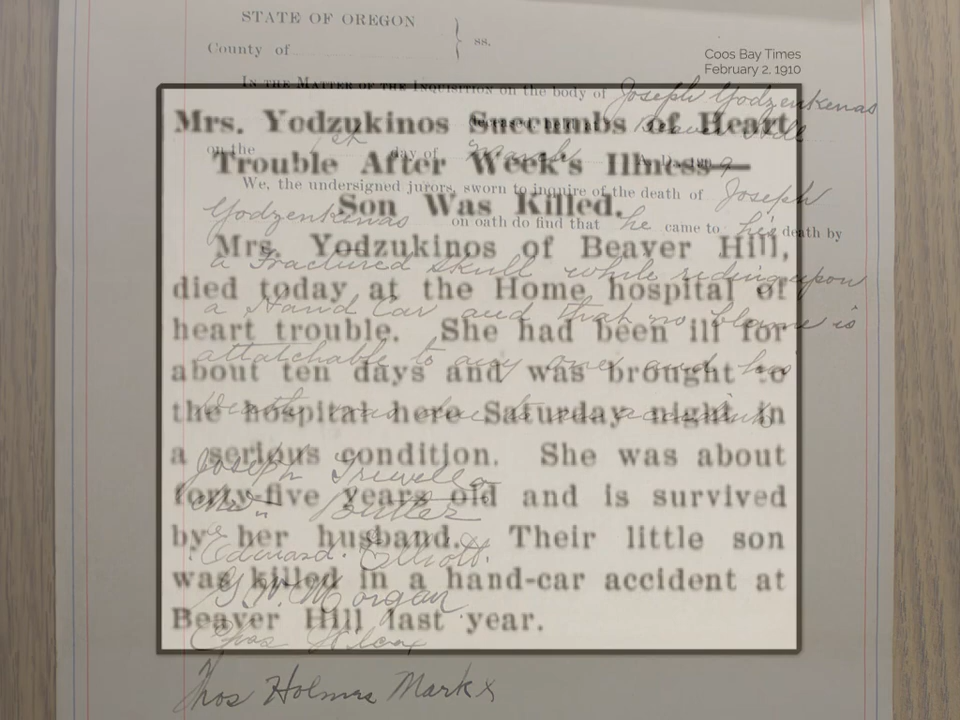 STATE OF OREGON
County of
ss.
Coos Bay Times
February 2, 1910
IN THE MATTER OF THE INQUISITION on the body of Joseph Yodzenkenas
on the 1st day of March
We, the undersigned jurors, sworn to inquire of the death of Joseph
Yodzenkenas on oath do find that he came to his death by
a Fractured Skull while riding upon
a Hand Car and that no blame is
attatchable to any one and his
Joseph Trewella
Butler
Edward. Elliott.
G.W. Morgan
Thos Holmes Mark x
Mrs. Yodzukinos Succumbs of Heart
Trouble After Week's Illness—
Son Was Killed.
Mrs. Yodzukinos of Beaver Hill,
died today at the Home hospital of
heart trouble. She had been ill for
about ten days and was brought to
the hospital here Saturday night in
a serious condition. She was about
forty-five years old and is survived
by her husband. Their little son
was killed in a hand-car accident at
Beaver Hill last year.